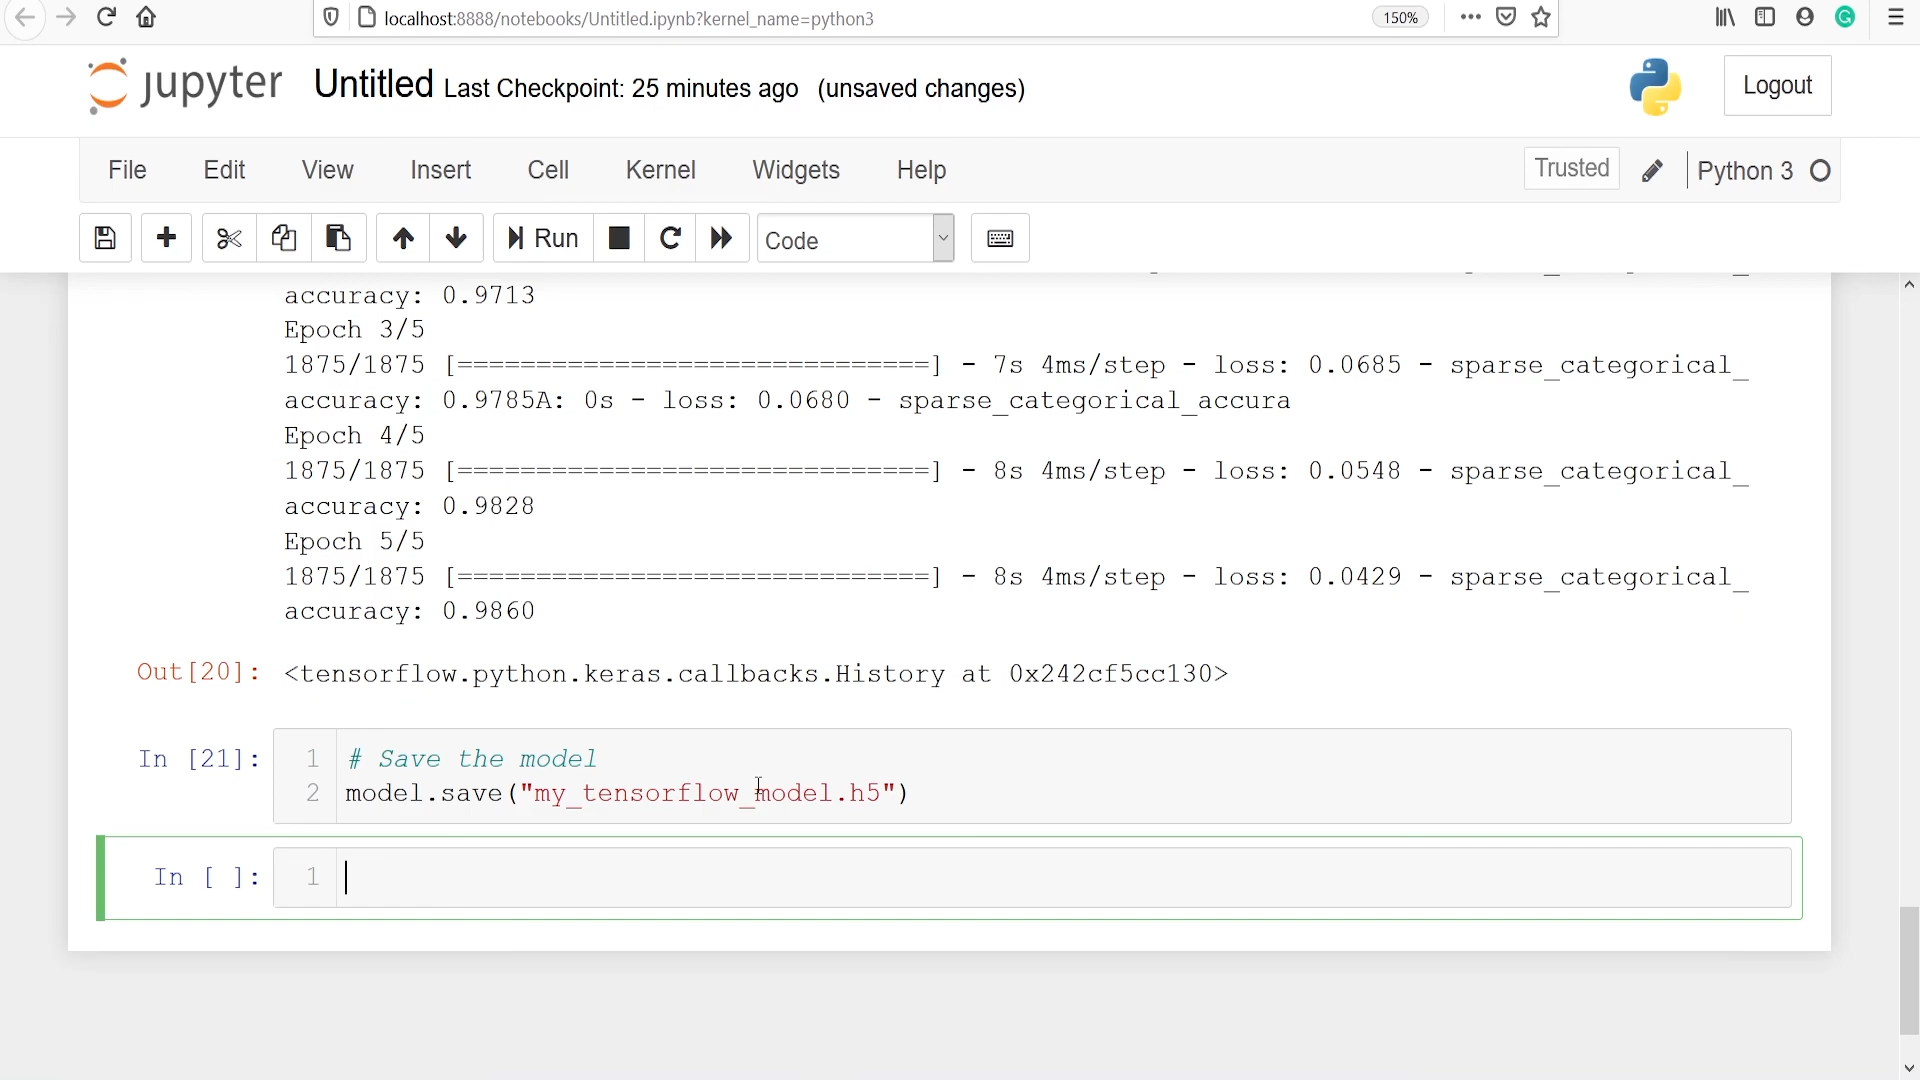 localhost:8888/notebooks/Untitled.ipynb?kernel_name=python3 150%
jupyter Untitled Last Checkpoint: 25 minutes ago (unsaved changes) Logout
File Edit View Insert Cell Kernel Widgets Help Trusted Python 3
Run Code
accuracy: 0.9713
Epoch 3/5
1875/1875 [==============================] - 7s 4ms/step - loss: 0.0685 - sparse_categorical_
accuracy: 0.9785A: 0s - loss: 0.0680 - sparse_categorical_accura
Epoch 4/5
1875/1875 [==============================] - 8s 4ms/step - loss: 0.0548 - sparse_categorical_
accuracy: 0.9828
Epoch 5/5
1875/1875 [==============================] - 8s 4ms/step - loss: 0.0429 - sparse_categorical_
accuracy: 0.9860
Out[20]: <tensorflow.python.keras.callbacks.History at 0x242cf5cc130>
In [21]: 1 # Save the model
2 model.save("my_tensorflow_model.h5")
In [ ]: 1